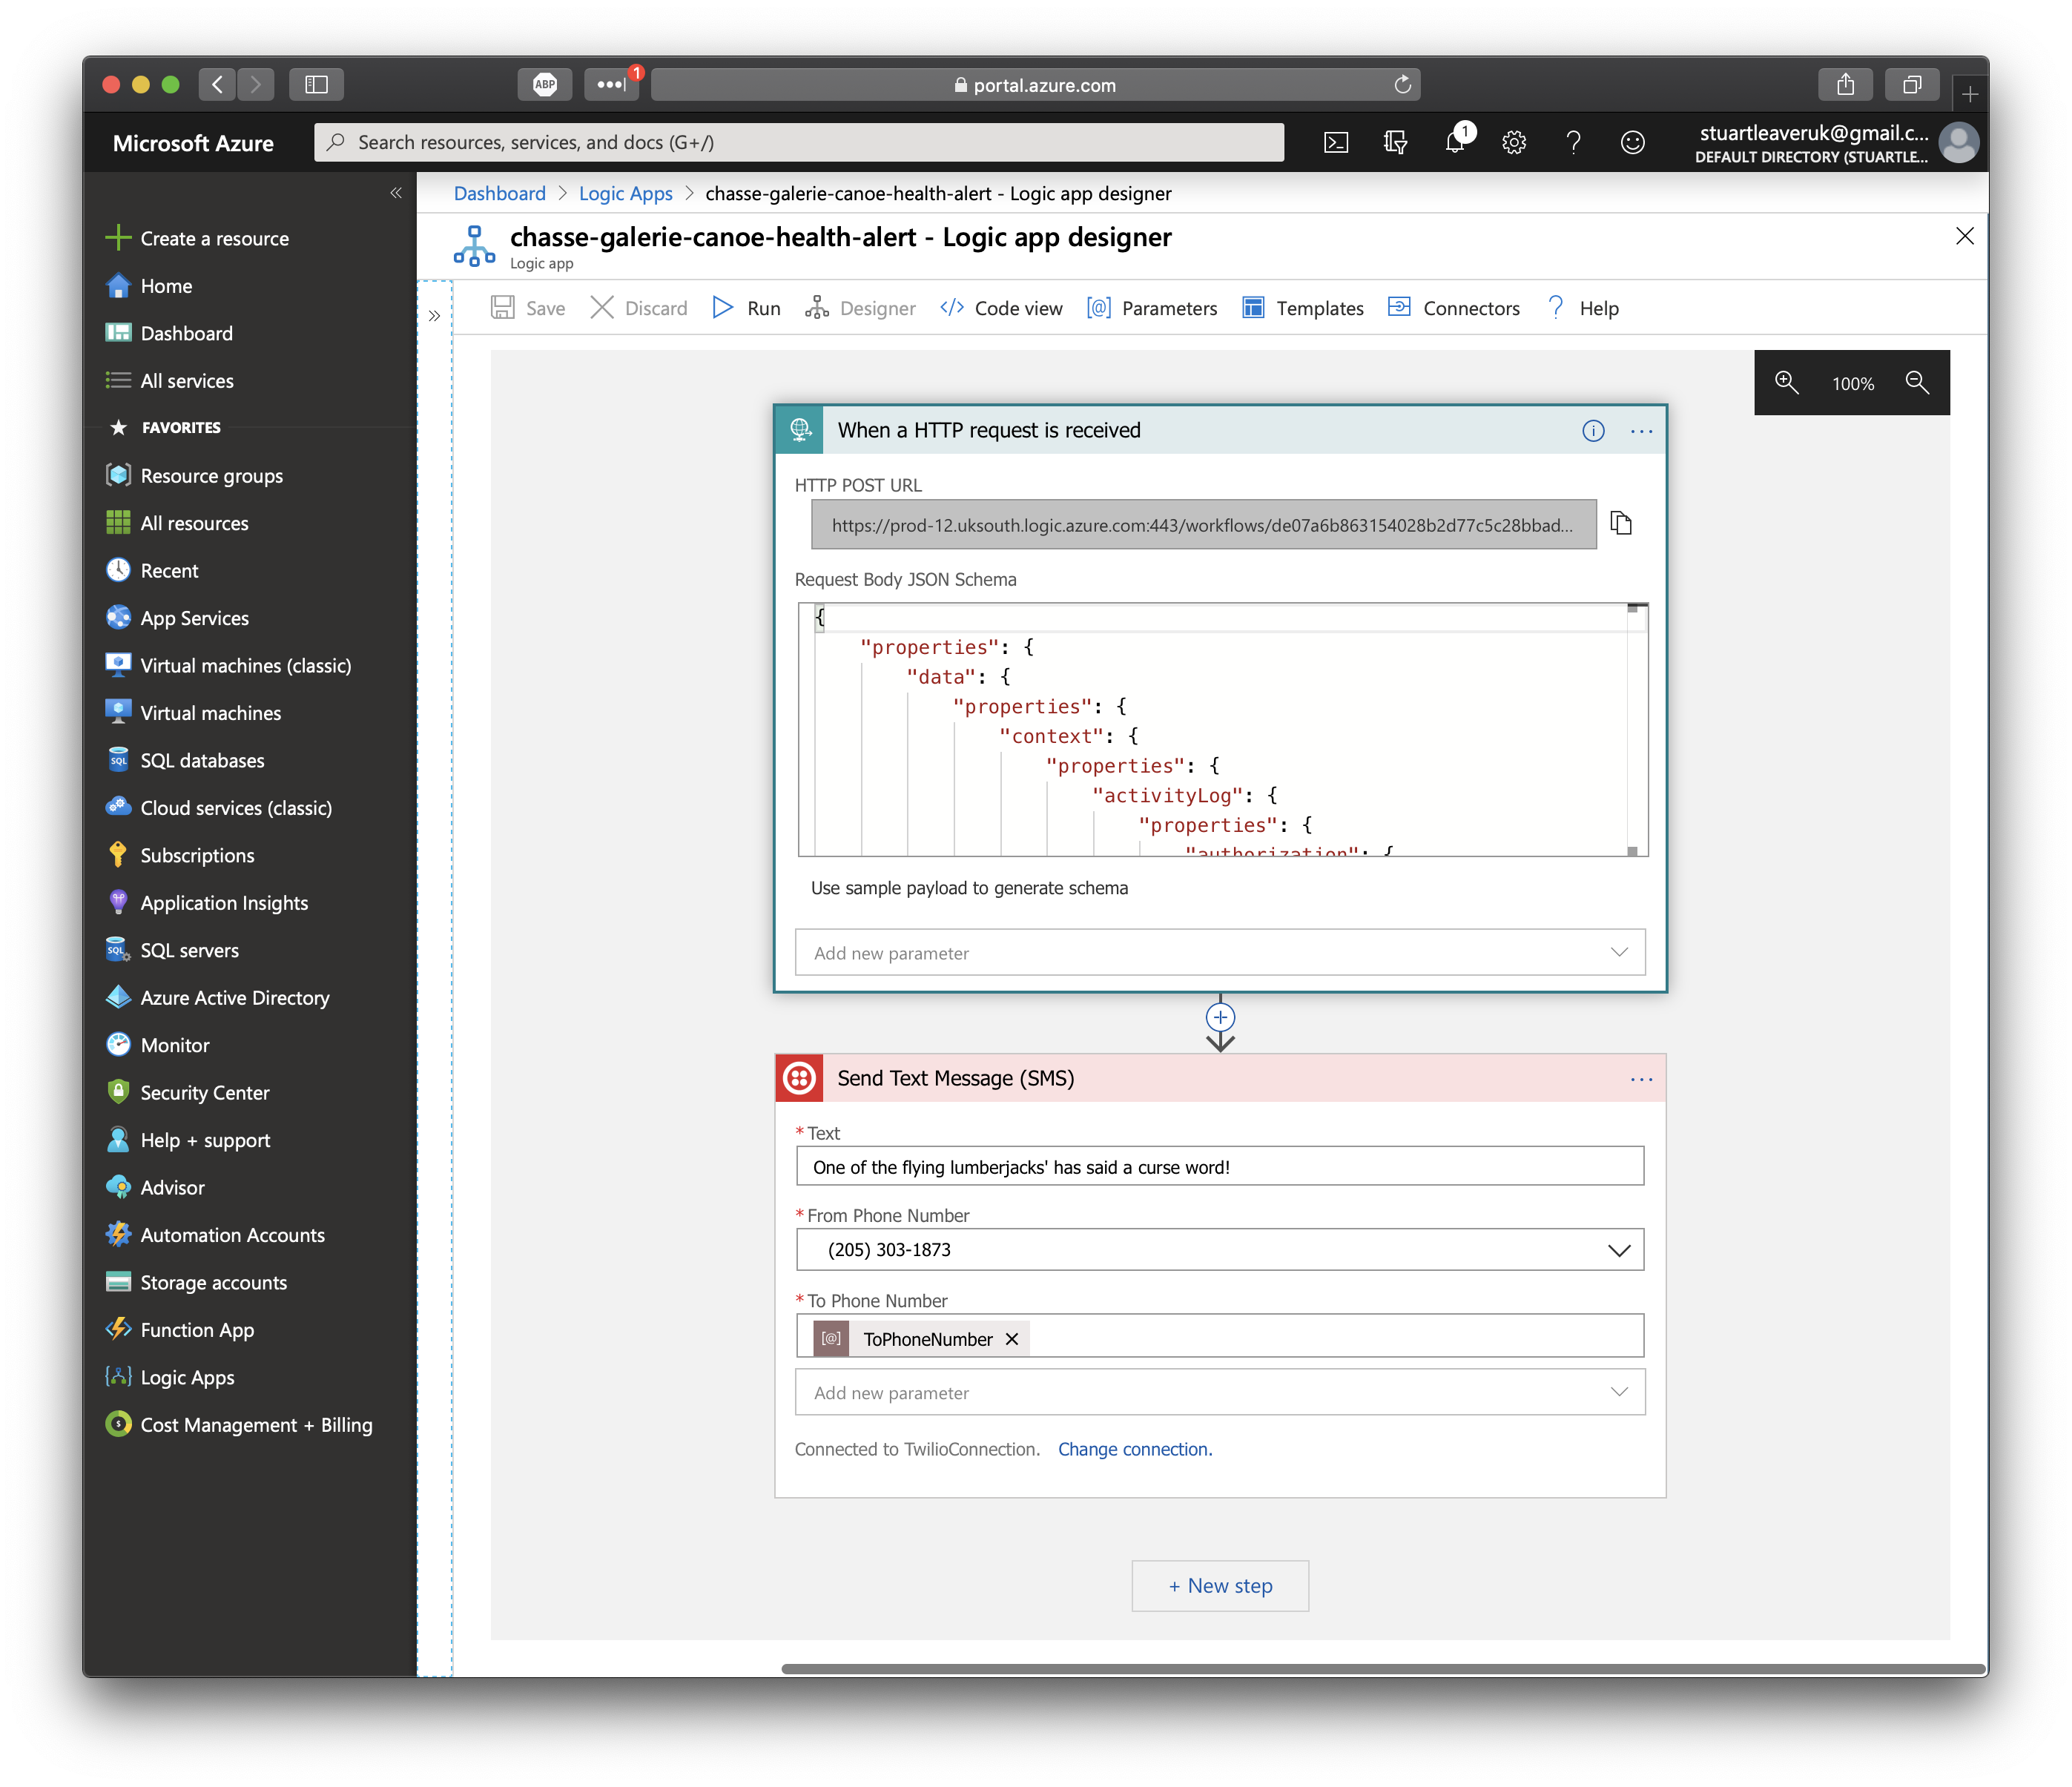 ABP
1
portal.azure.com
Microsoft Azure
Search resources, services, and docs (G+/)
1
stuartleaveruk@gmail.c...
DEFAULT DIRECTORY (STUARTLE...
Create a resource
Home
Dashboard
All services
FAVORITES
Resource groups
All resources
Recent
App Services
Virtual machines (classic)
Virtual machines
SQL databases
Cloud services (classic)
Subscriptions
Application Insights
SQL servers
Azure Active Directory
Monitor
Security Center
Help + support
Advisor
Automation Accounts
Storage accounts
Function App
Logic Apps
Cost Management + Billing
Dashboard > Logic Apps > chasse-galerie-canoe-health-alert - Logic app designer
chasse-galerie-canoe-health-alert - Logic app designer
Logic app
Save Discard Run Designer Code view Parameters Templates Connectors Help
100%
When a HTTP request is received
HTTP POST URL
https://prod-12.uksouth.logic.azure.com:443/workflows/de07a6b863154028b2d77c5c28bbad...
Request Body JSON Schema
{
"properties": {
"data": {
"properties": {
"context": {
"properties": {
"activityLog": {
"properties": {
"authorization": {
Use sample payload to generate schema
Add new parameter
Send Text Message (SMS)
* Text
One of the flying lumberjacks' has said a curse word!
* From Phone Number
(205) 303-1873
* To Phone Number
ToPhoneNumber
Add new parameter
Connected to TwilioConnection. Change connection.
+ New step